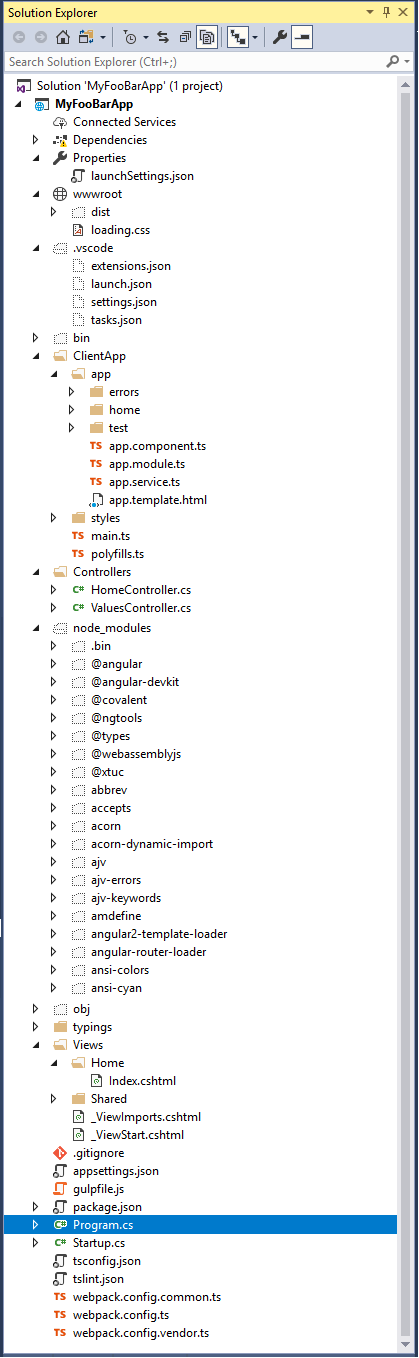 Solution Explorer
Search Solution Explorer (Ctrl+;)
Solution 'MyFooBarApp' (1 project)
MyFooBarApp
Connected Services
Dependencies
Properties
launchSettings.json
wwwroot
dist
loading.css
.vscode
extensions.json
launch.json
settings.json
tasks.json
bin
ClientApp
app
errors
home
test
TS app.component.ts
TS app.module.ts
TS app.service.ts
app.template.html
styles
TS main.ts
TS polyfills.ts
Controllers
C# HomeController.cs
C# ValuesController.cs
node_modules
.bin
@angular
@angular-devkit
@covalent
@ngtools
@types
@webassemblyjs
@xtuc
abbrev
accepts
acorn
acorn-dynamic-import
ajv
ajv-errors
ajv-keywords
amdefine
angular2-template-loader
angular-router-loader
ansi-colors
ansi-cyan
obj
typings
Views
Home
Index.cshtml
Shared
_ViewImports.cshtml
_ViewStart.cshtml
.gitignore
appsettings.json
gulpfile.js
package.json
C# Program.cs
C# Startup.cs
tsconfig.json
tslint.json
TS webpack.config.common.ts
TS webpack.config.ts
TS webpack.config.vendor.ts